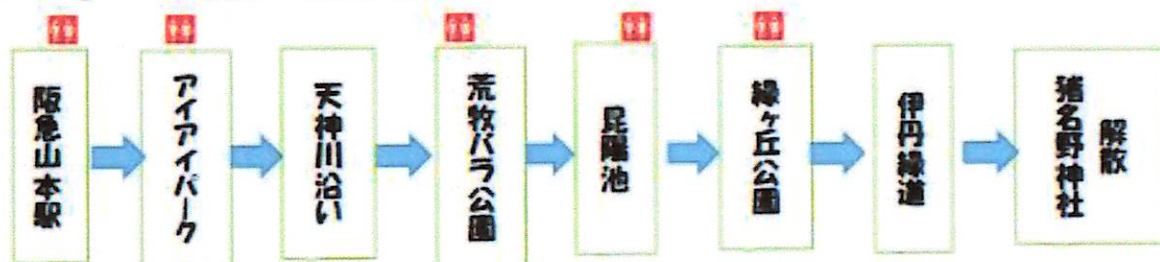 阪急山本駅
アイアイパーク
天神川沿い
荒牧バラ公園
昆陽池
緑ヶ丘公園
伊丹緑道
解散
猪名野神社